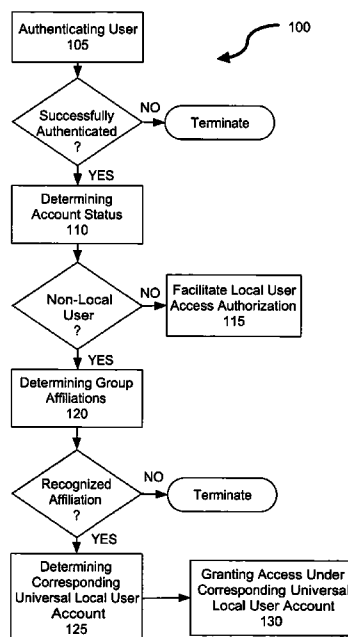 Authenticating User
105
100
Successfully
Authenticated
?
NO
Terminate
YES
Determining
Account Status
110
Non-Local
User
?
NO
Facilitate Local User
Access Authorization
115
YES
Determining Group
Affiliations
120
Recognized
Affiliation
?
NO
Terminate
YES
Determining
Corresponding
Universal Local User
Account
125
Granting Access Under
Corresponding Universal
Local User Account
130